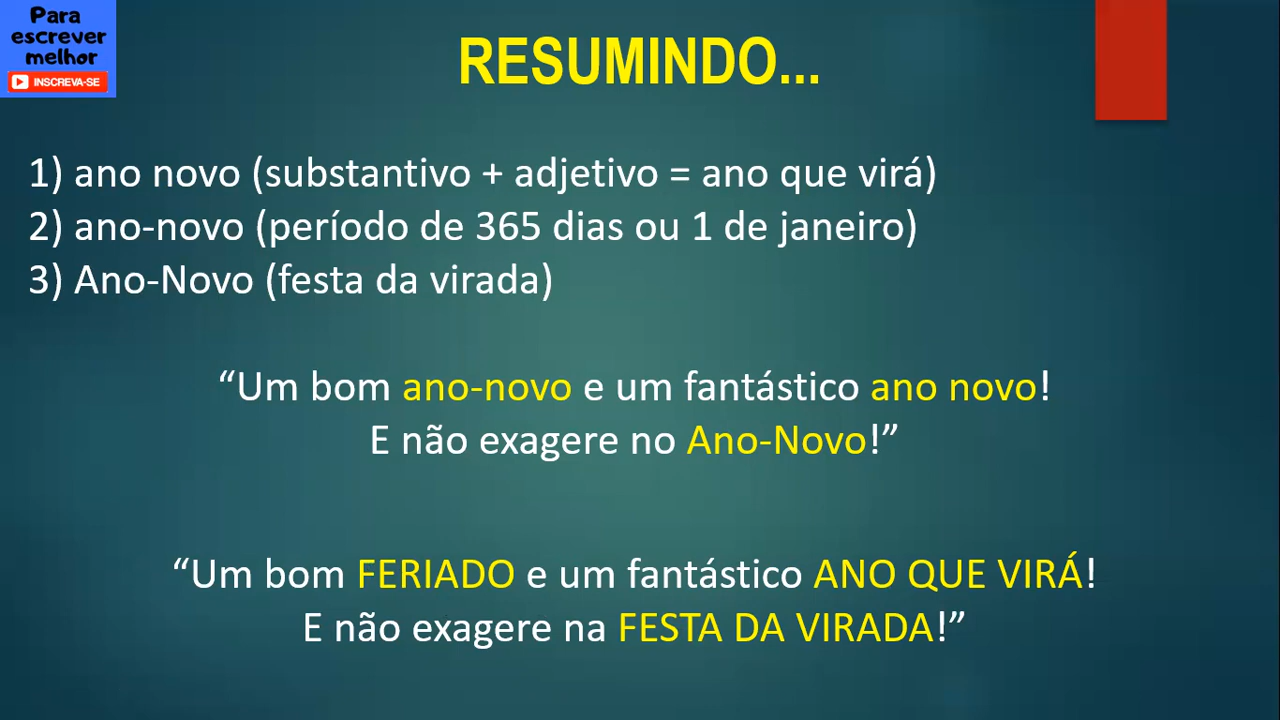 Para
escrever
melhor
INSCREVA-SE
RESUMINDO...
1) ano novo (substantivo + adjetivo = ano que virá)
2) ano-novo (período de 365 dias ou 1 de janeiro)
3) Ano-Novo (festa da virada)
“Um bom ano-novo e um fantástico ano novo!
E não exagere no Ano-Novo!”
“Um bom FERIADO e um fantástico ANO QUE VIRÁ!
E não exagere na FESTA DA VIRADA!”